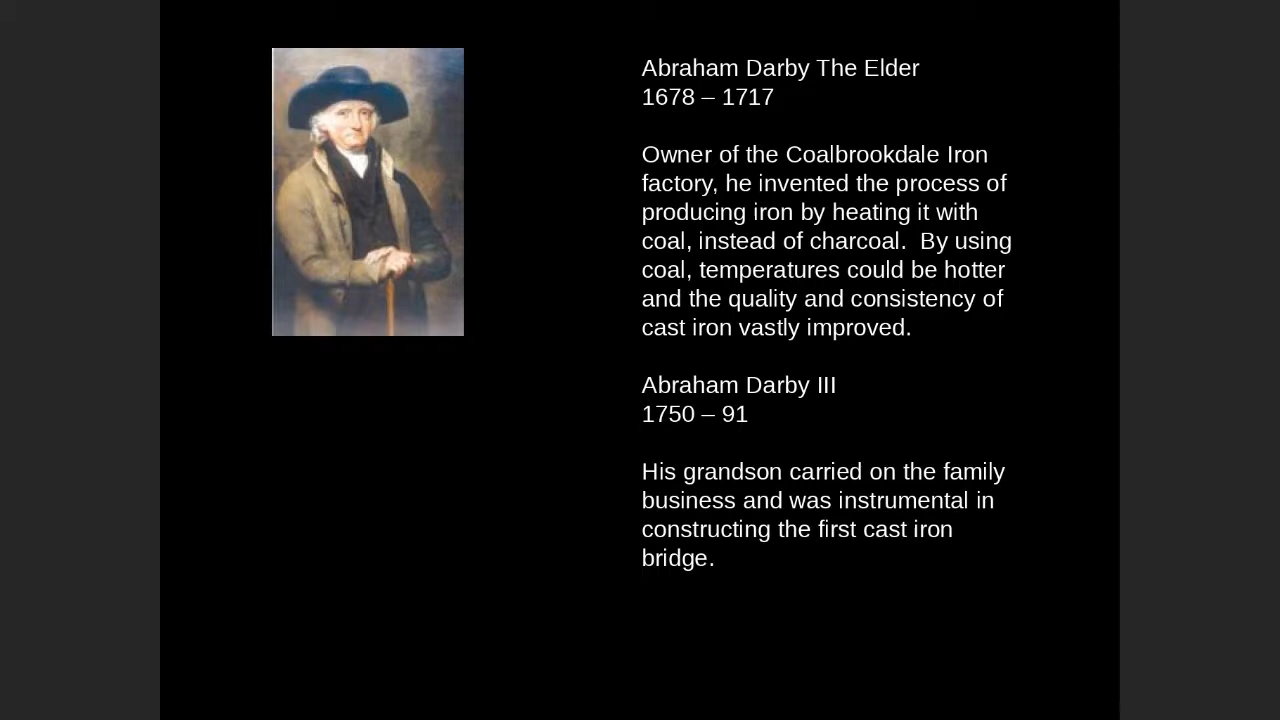 Abraham Darby The Elder
1678 – 1717
Owner of the Coalbrookdale Iron
factory, he invented the process of
producing iron by heating it with
coal, instead of charcoal.  By using
coal, temperatures could be hotter
and the quality and consistency of
cast iron vastly improved.
Abraham Darby III
1750 – 91
His grandson carried on the family
business and was instrumental in
constructing the first cast iron
bridge.